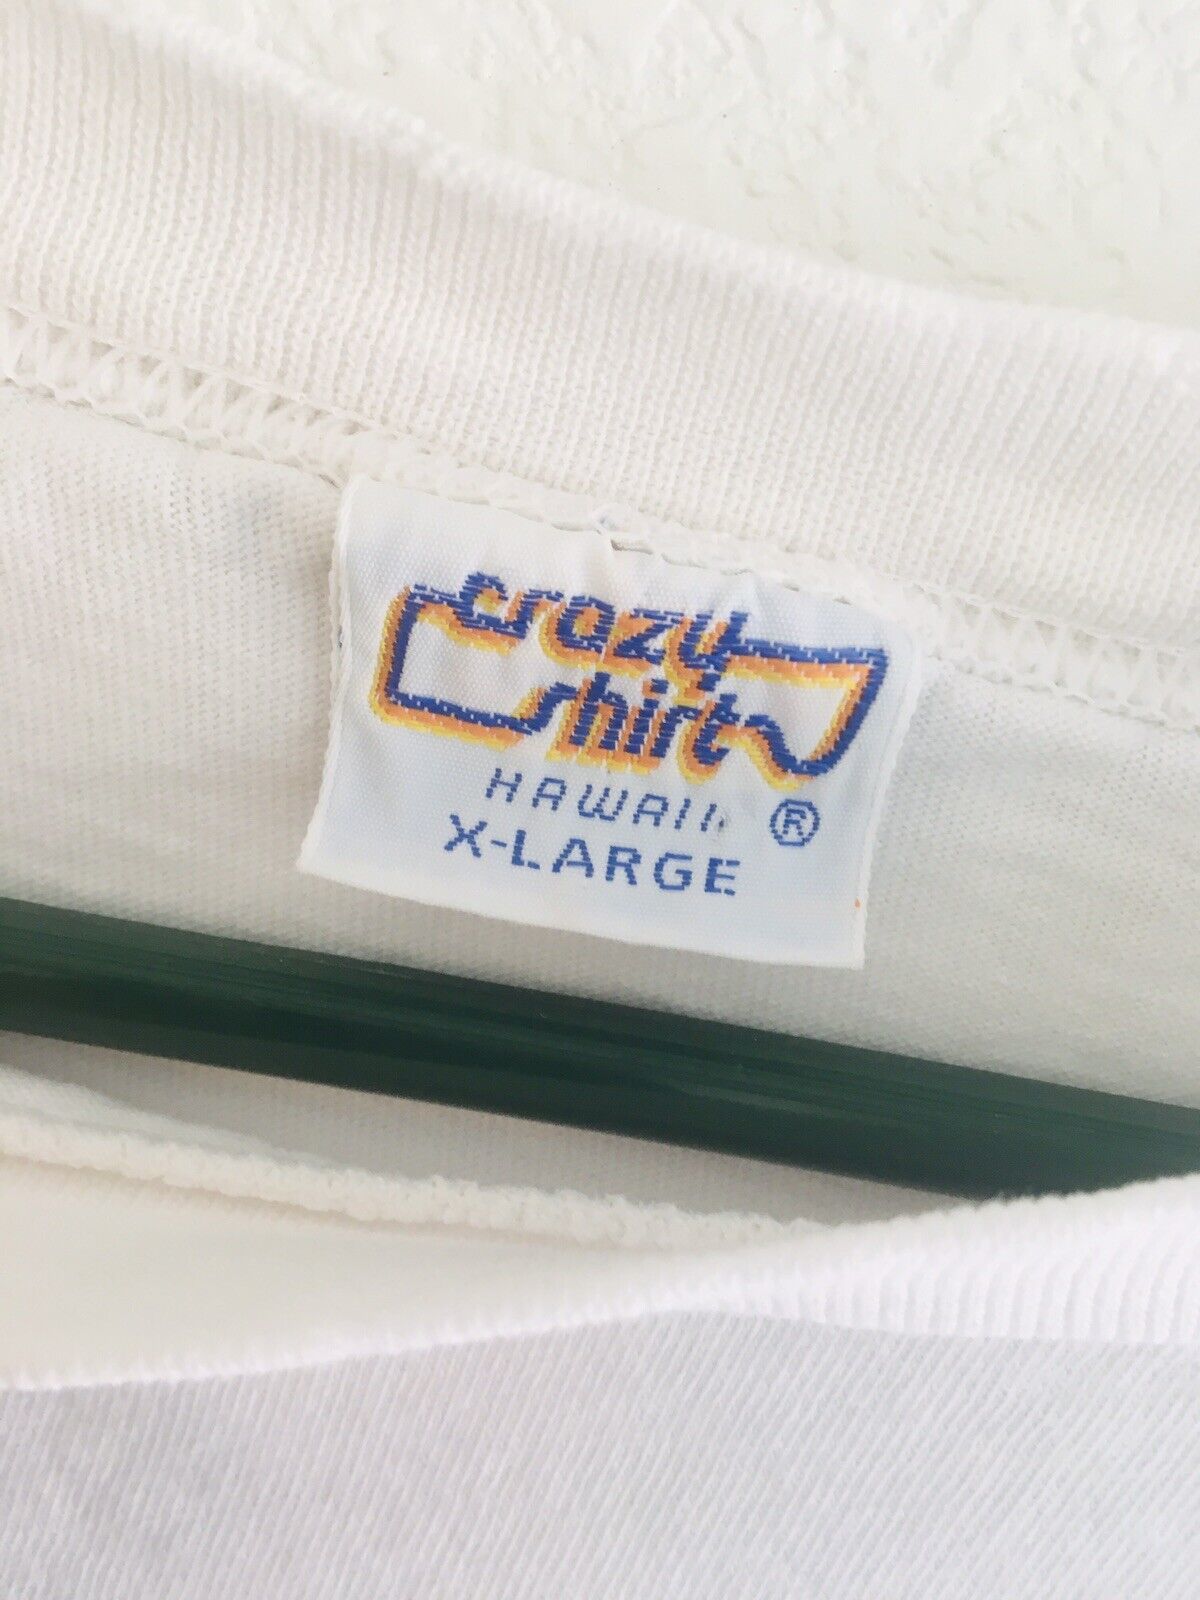 crazy
shirt
HAWAII ®
X-LARGE